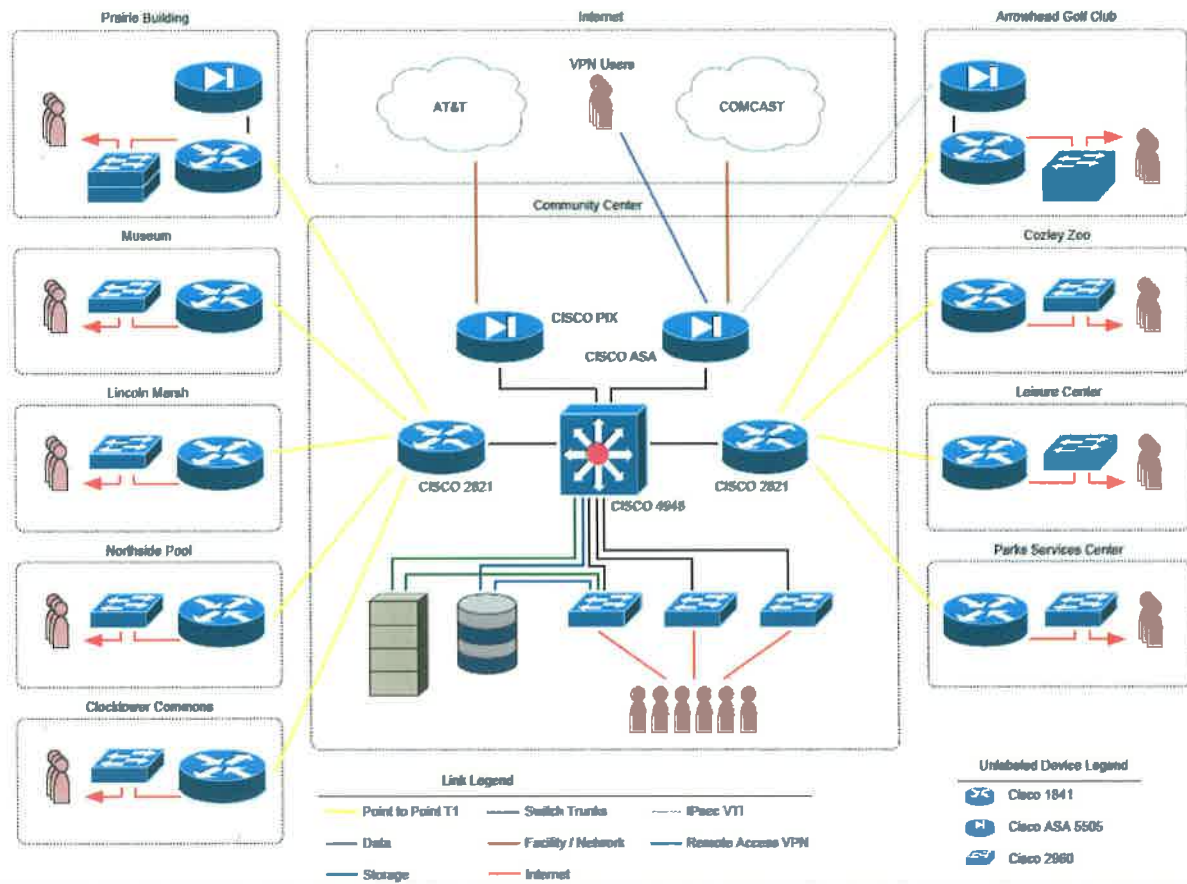 Prairie Building
Internet
Arrowhead Golf Club
VPN Users
AT&T
COMCAST
Community Center
Museum
Cozley Zoo
CISCO PIX
CISCO ASA
Lincoln Marsh
Leisure Center
CISCO 2821
CISCO 2821
CISCO 4948
Northside Pool
Parks Services Center
Clocktower Commons
Link Legend
Unlabeled Device Legend
Point to Point T1
Switch Trunks
IPsec VTI
Cisco 1841
Data
Facility / Network
Remote Access VPN
Cisco ASA 5505
Storage
Internet
Cisco 2960